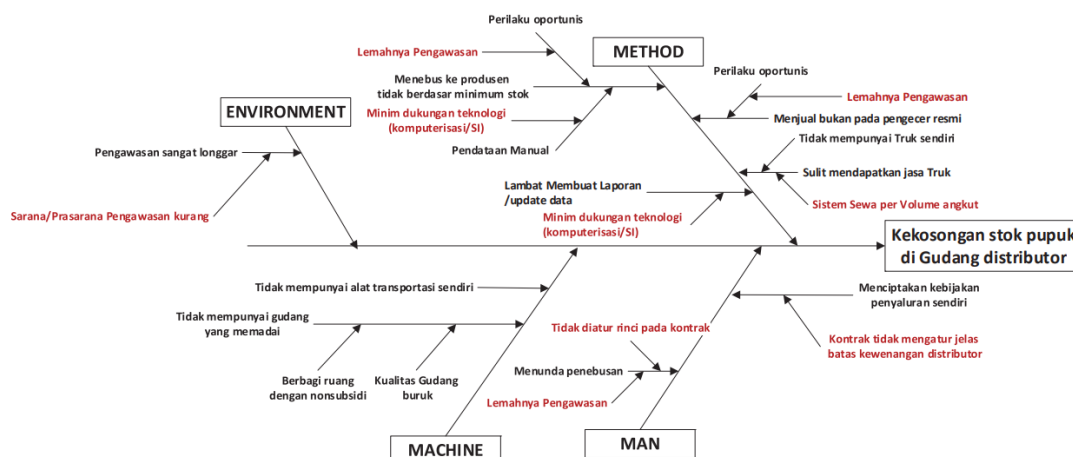 Perilaku oportunis
Lemahnya Pengawasan
METHOD
Menebus ke produsen
tidak berdasar minimum stok
Minim dukungan teknologi
(komputerisasi/SI)
Pendataan Manual
Perilaku oportunis
Lemahnya Pengawasan
Menjual bukan pada pengecer resmi
Tidak mempunyai Truk sendiri
Sulit mendapatkan jasa Truk
Sistem Sewa per Volume angkut
Lambat Membuat Laporan
/update data
Minim dukungan teknologi
(komputerisasi/SI)
ENVIRONMENT
Pengawasan sangat longgar
Sarana/Prasarana Pengawasan kurang
Kekosongan stok pupuk
di Gudang distributor
Tidak mempunyai alat transportasi sendiri
Tidak mempunyai gudang
yang memadai
Berbagi ruang
dengan nonsubsidi
Kualitas Gudang
buruk
MACHINE
Menciptakan kebijakan
penyaluran sendiri
Kontrak tidak mengatur jelas
batas kewenangan distributor
Tidak diatur rinci pada kontrak
Menunda penebusan
Lemahnya Pengawasan
MAN